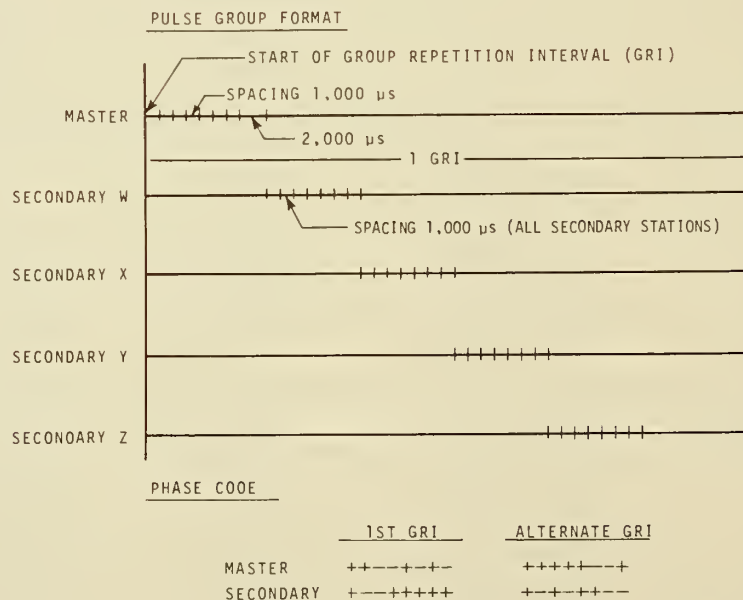 PULSE GROUP FORMAT
START OF GROUP REPETITION INTERVAL (GRI)
SPACING 1,000 µs
MASTER
2,000 µs
1 GRI
SECONDARY W
SPACING 1,000 µs (ALL SECONDARY STATIONS)
SECONDARY X
SECONDARY Y
SECONOARY Z
PHASE COOE
1ST GRI ALTERNATE GRI
MASTER ++--+-+- +++++--+
SECONDARY +--+++++ +-+-++--